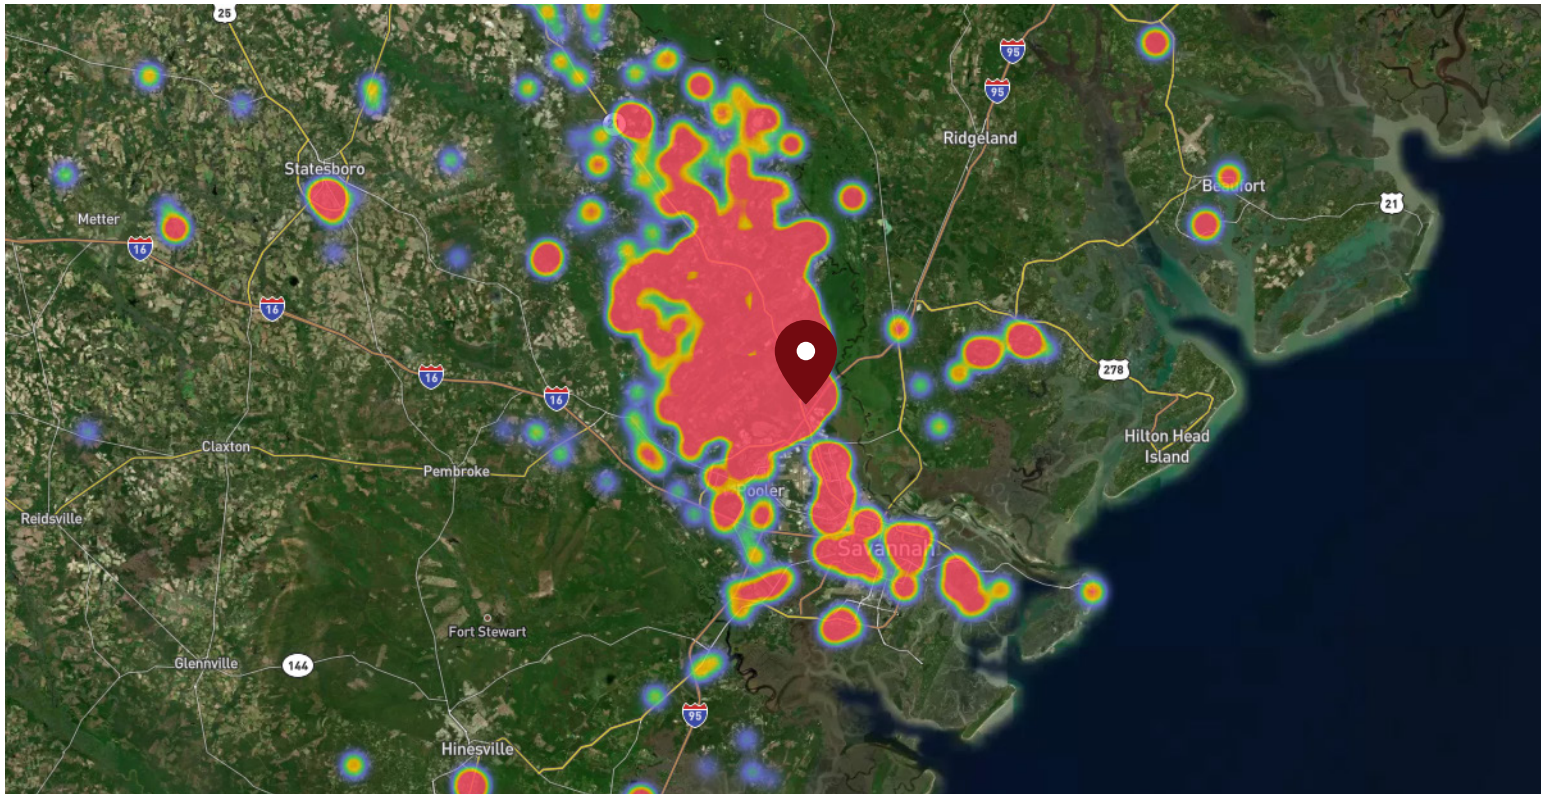 25
95
95
Ridgeland
Statesboro
Beaufort
21
Metter
16
16
278
16
16
Hilton Head
Island
Claxton
Pembroke
Pooler
Reidsville
Savannah
Fort Stewart
Glennville
144
95
Hinesville